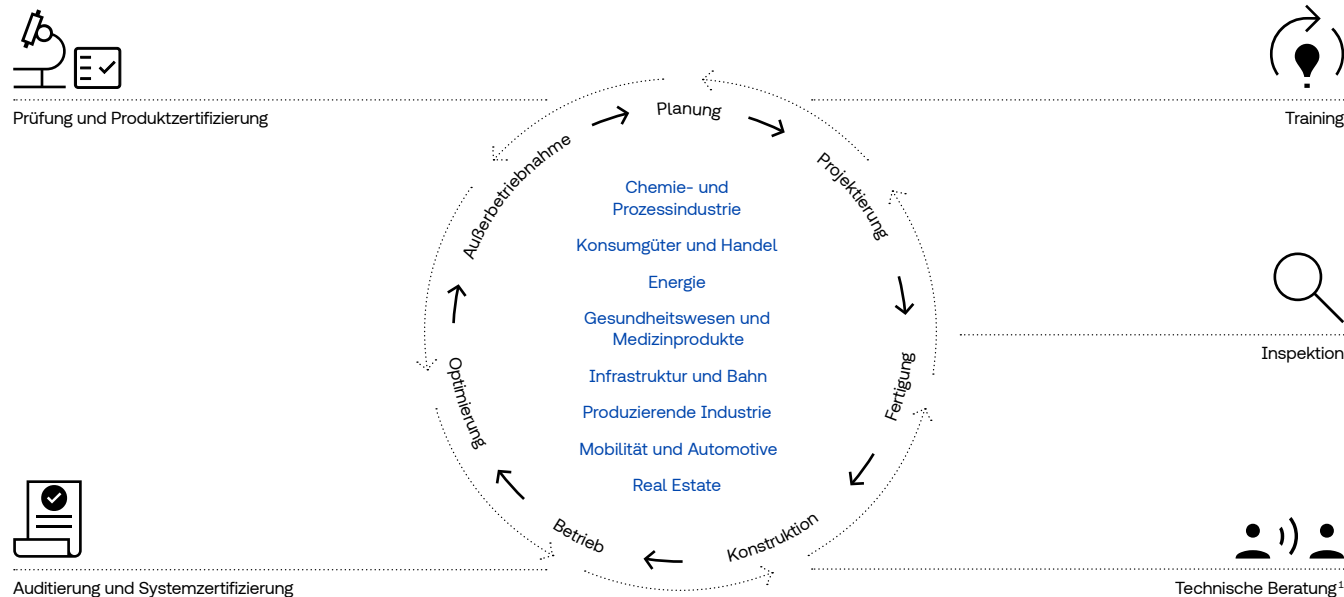 Prüfung und Produktzertifizierung
Training
Planung
Projektierung
Fertigung
Konstruktion
Betrieb
Optimierung
Außerbetriebnahme
Chemie- und
Prozessindustrie
Konsumgüter und Handel
Energie
Gesundheitswesen und
Medizinprodukte
Infrastruktur und Bahn
Produzierende Industrie
Mobilität und Automotive
Real Estate
Inspektion
Auditierung und Systemzertifizierung
Technische Beratung¹